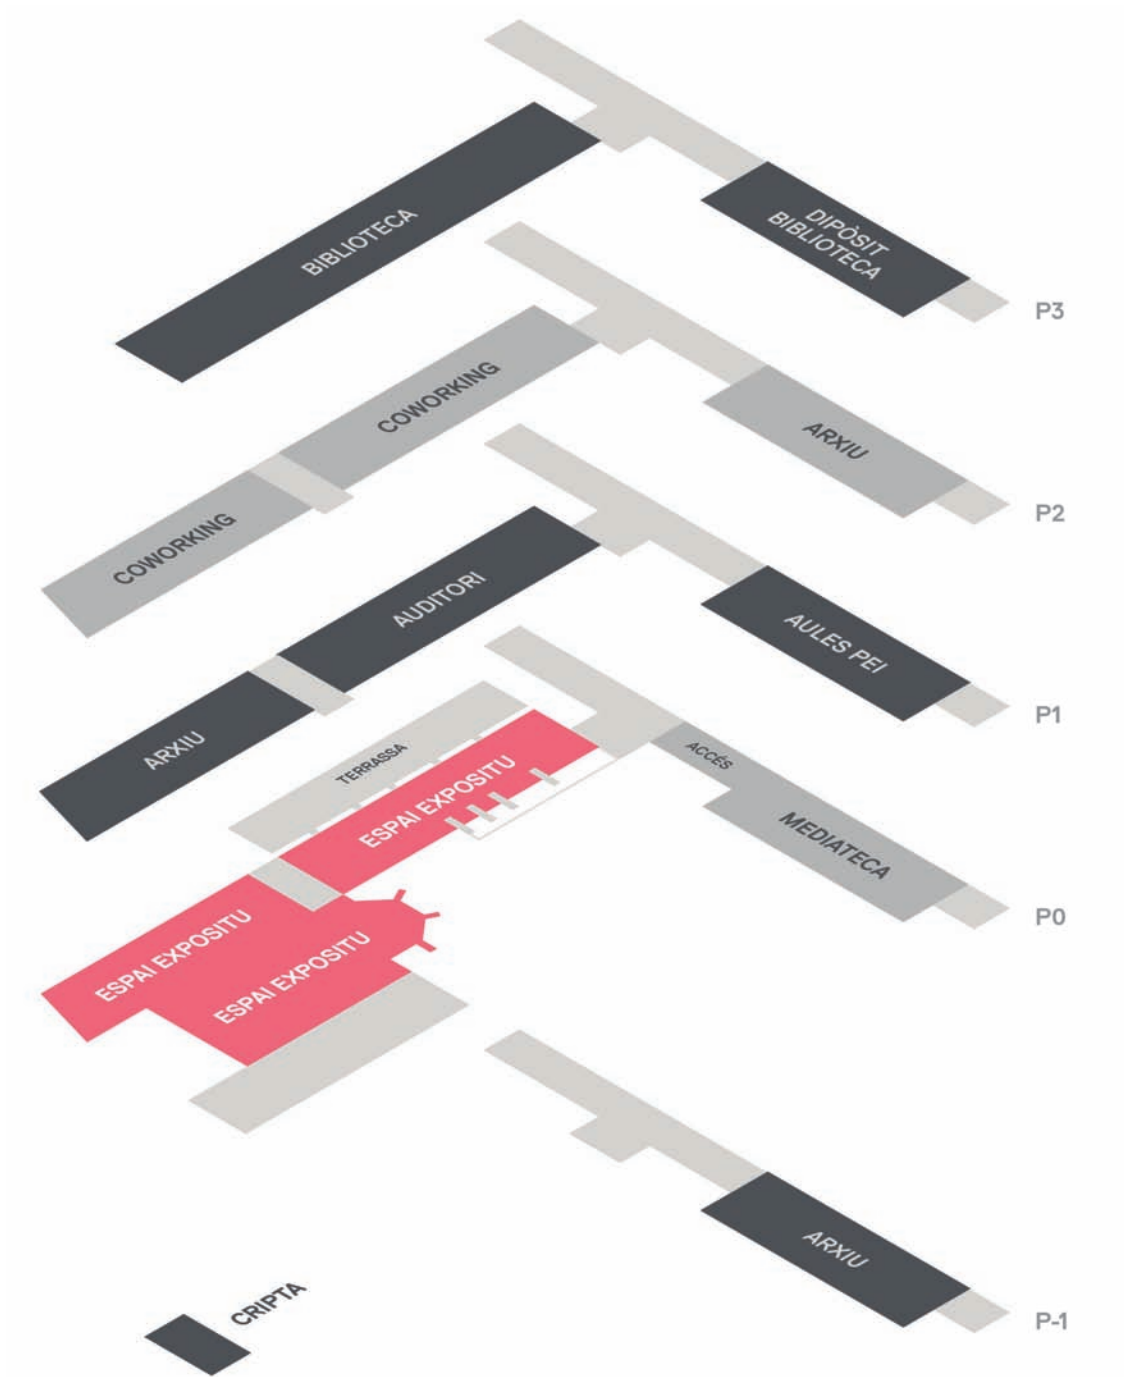 BIBLIOTECA
DIPÒSIT
BIBLIOTECA
P3
COWORKING
COWORKING
ARXIU
P2
AUDITORI
ARXIU
AULES PEI
P1
TERRASSA
ESPAI EXPOSITU
ACCÉS
MEDIATECA
ESPAI EXPOSITU
ESPAI EXPOSITU
P0
ARXIU
CRIPTA
P-1